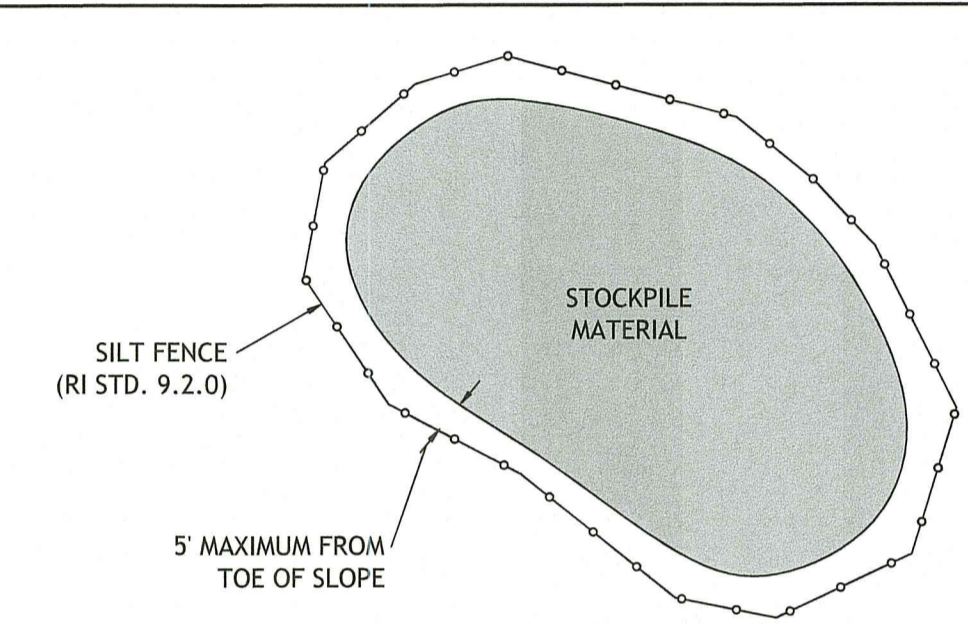 STOCKPILE
MATERIAL
SILT FENCE
(RI STD. 9.2.0)
5' MAXIMUM FROM
TOE OF SLOPE